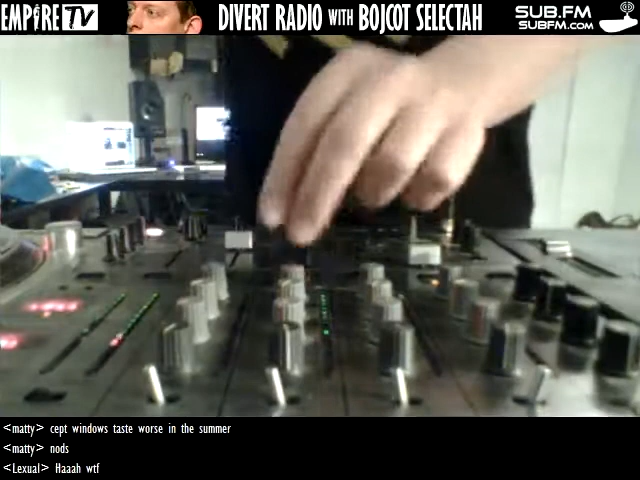 EMPIRE TV
DIVERT RADIO WITH BOJCOT SELECTAH
SUB.FM
SUBFM.COM
<matty> cept windows taste worse in the summer
<matty> nods
<Lexual> Haaah wtf